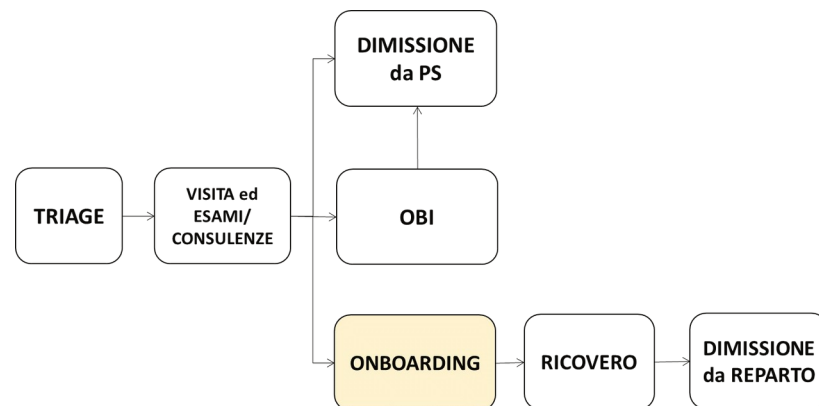 DIMISSIONE
da PS
TRIAGE
VISITA ed
ESAMI/
CONSULENZE
OBI
ONBOARDING
RICOVERO
DIMISSIONE
da REPARTO